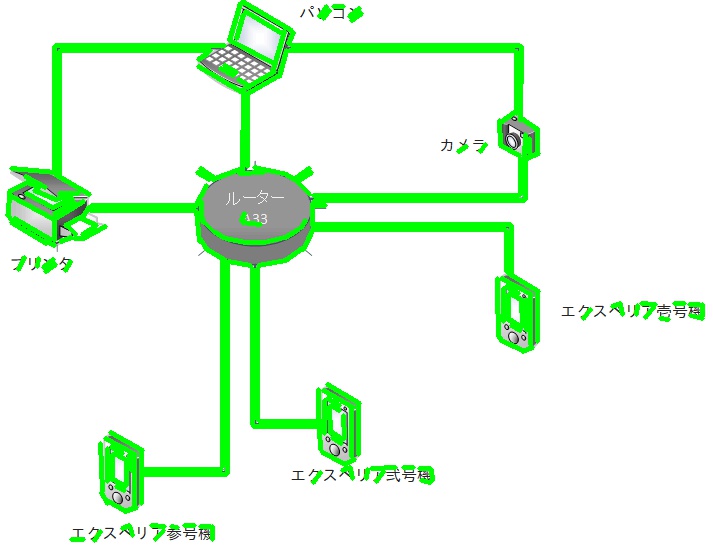 パソコン
カメラ
ルーター
A33
プリンタ
エクスペリア壱号機
エクスペリア弐号機
エクスペリア参号機